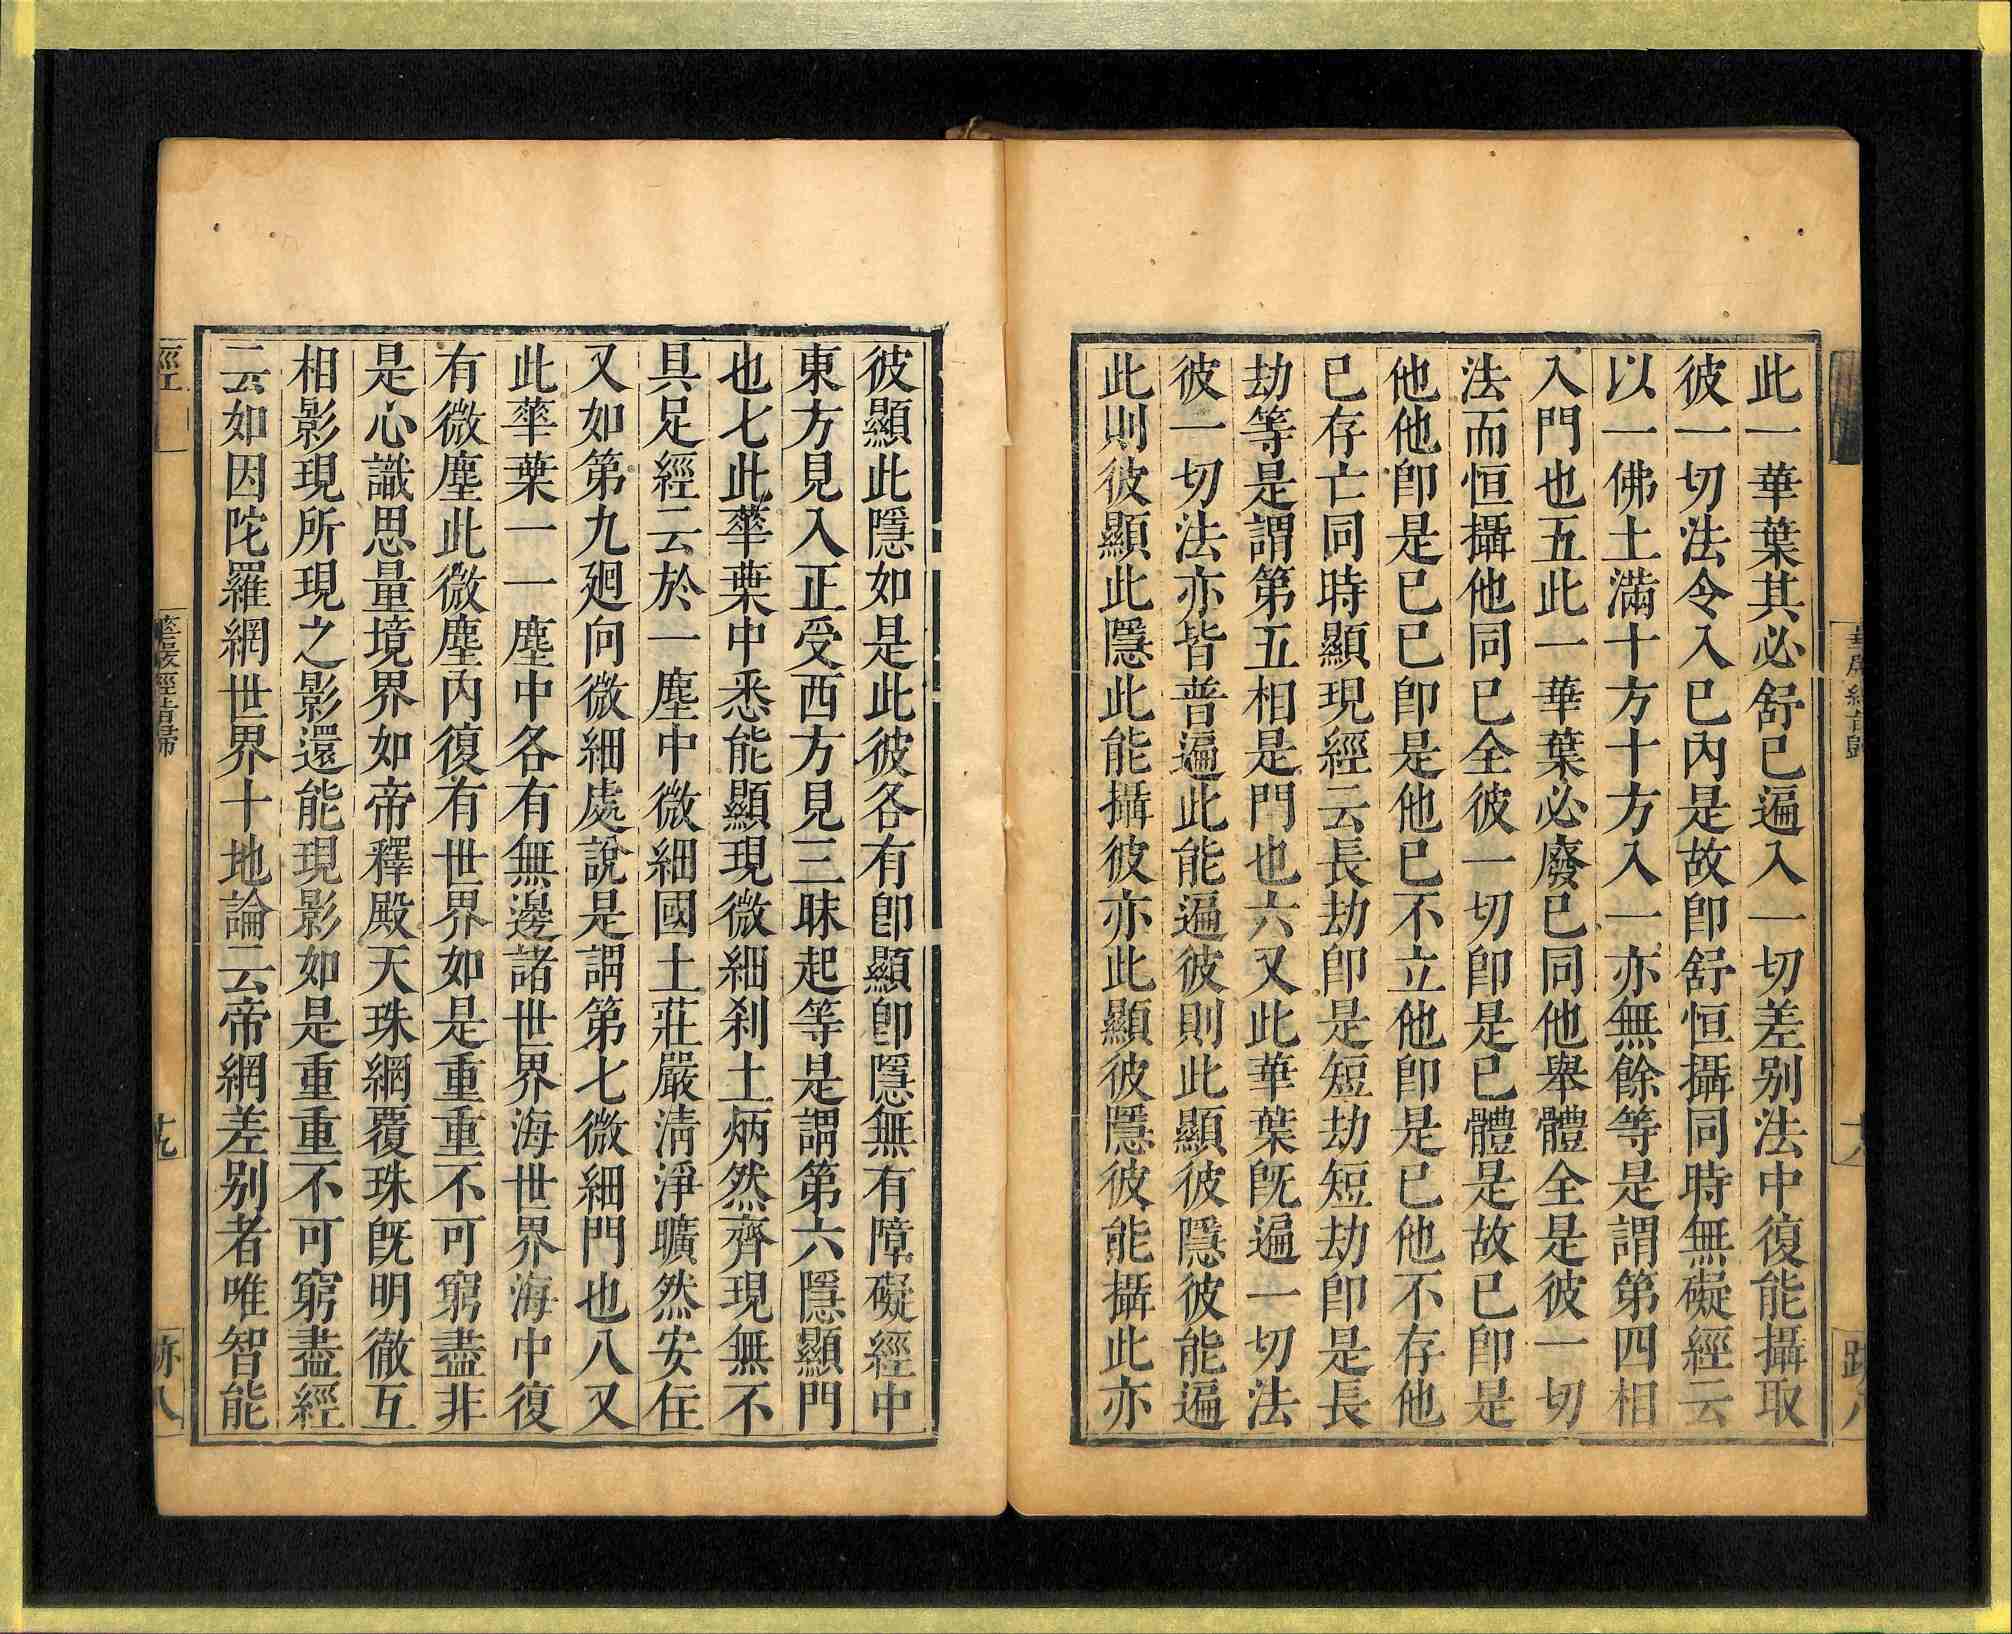 此一華葉其必舒已遍入一切差别法中復能攝取
彼一切法令入已內是故卽舒恒攝同時無礙經云
以一佛土滿十方十方入一亦無餘等是謂第四相
入門也五此一華葉必廢已同他舉體全是彼一切
法而恒攝他同已全彼一切卽是已體是故已卽是
他他卽是已已卽是他已不立他卽是已他不存他
已存亡同時顯現經云長劫卽是短劫短劫卽是長
劫等是謂第五相是門也六又此華葉旣遍一切法
彼一切法亦皆普遍此能遍彼則此顯彼隱彼能遍
此則彼顯此隱此能攝彼亦此顯彼隱彼能攝此亦
彼顯此隱如是此彼各有卽顯卽隱無有障礙經中
東方見入正受西方見三昧起等是謂第六隱顯門
也七此華葉中悉能顯現微細刹土炳然齊現無不
具足經云於一塵中微細國土莊嚴淸淨曠然安住
又如第九廻向微細處說是謂第七微細門也八又
此華葉一一塵中各有無邊諸世界海世界海中復
有微塵此微塵內復有世界如是重重不可窮盡非
是心識思量境界如帝釋殿天珠網覆珠旣明徹互
相影現所現之影還能現影如是重重不可窮盡經
云如因陀羅網世界十地論云帝網差别者唯智能
經
華嚴經旨歸